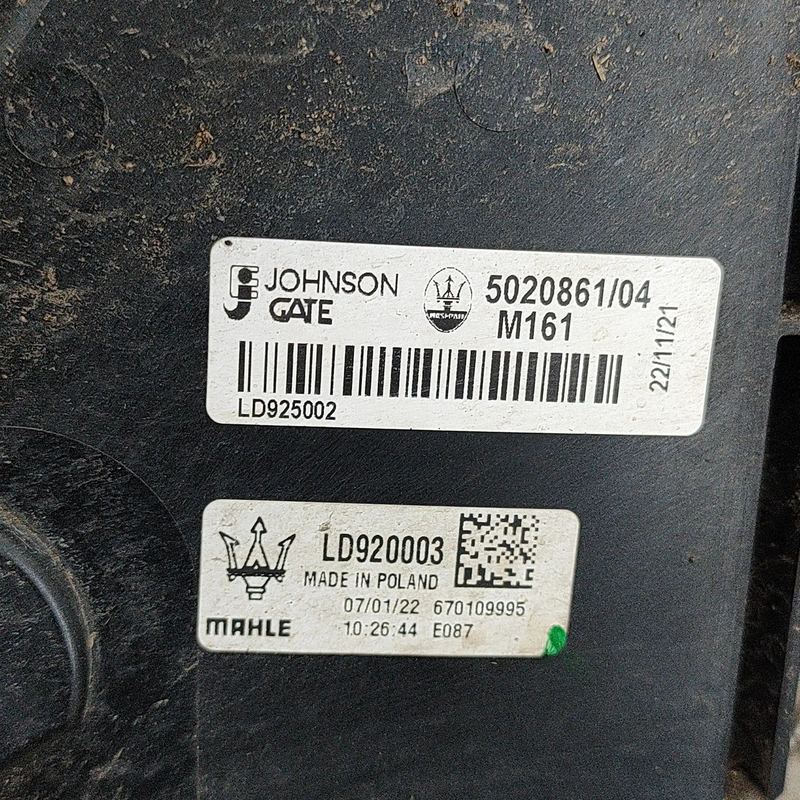 JOHNSON
GATE
MASERATI
5020861/04
M161
22/11/21
LD925002
LD920003
MADE IN POLAND
07/01/22 670109995
10:26:44 E087
MAHLE